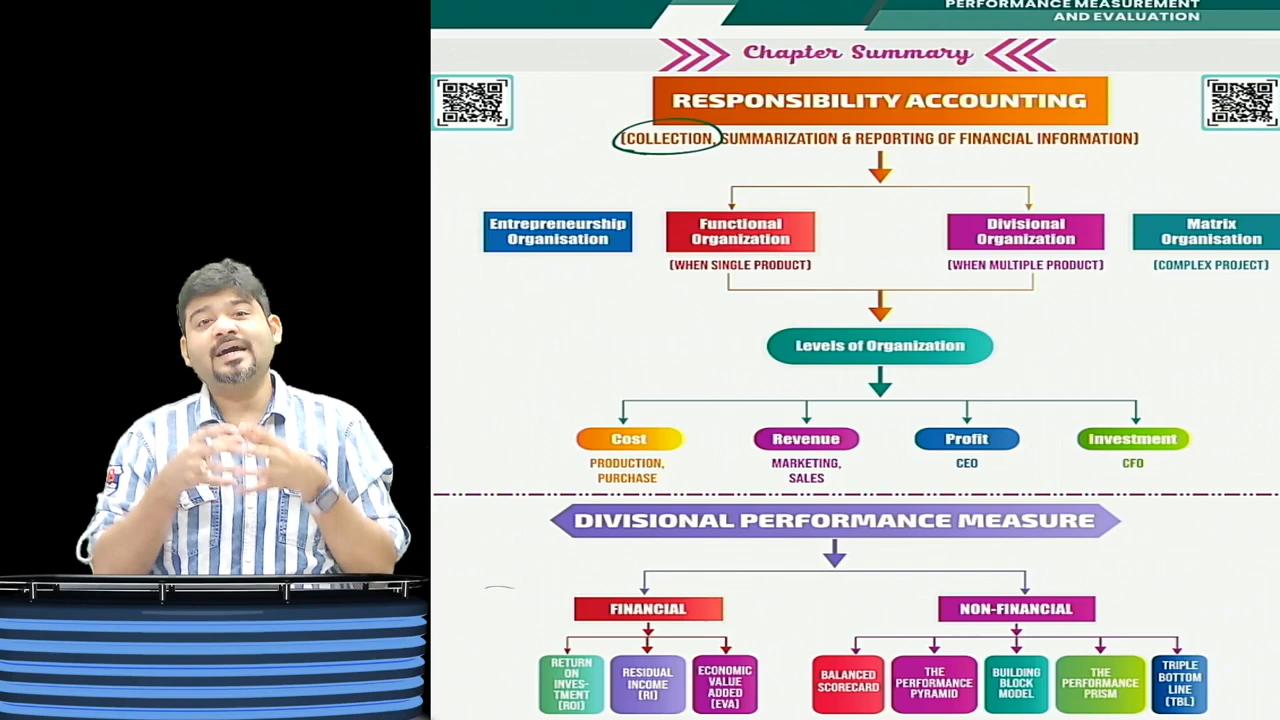 PERFORMANCE MEASUREMENT
AND EVALUATION
Chapter Summary
RESPONSIBILITY ACCOUNTING
(COLLECTION, SUMMARIZATION & REPORTING OF FINANCIAL INFORMATION)
Entrepreneurship
Organisation
Functional
Organization
(WHEN SINGLE PRODUCT)
Divisional
Organization
(WHEN MULTIPLE PRODUCT)
Matrix
Organisation
(COMPLEX PROJECT)
Levels of Organization
Cost
PRODUCTION,
PURCHASE
Revenue
MARKETING,
SALES
Profit
CEO
Investment
CFO
DIVISIONAL PERFORMANCE MEASURE
FINANCIAL
NON-FINANCIAL
RETURN
ON
INVES-
TMENT
(ROI)
RESIDUAL
INCOME
(RI)
ECONOMIC
VALUE
ADDED
(EVA)
BALANCED
SCORECARD
THE
PERFORMANCE
PYRAMID
BUILDING
BLOCK
MODEL
THE
PERFORMANCE
PRISM
TRIPLE
BOTTOM
LINE
(TBL)